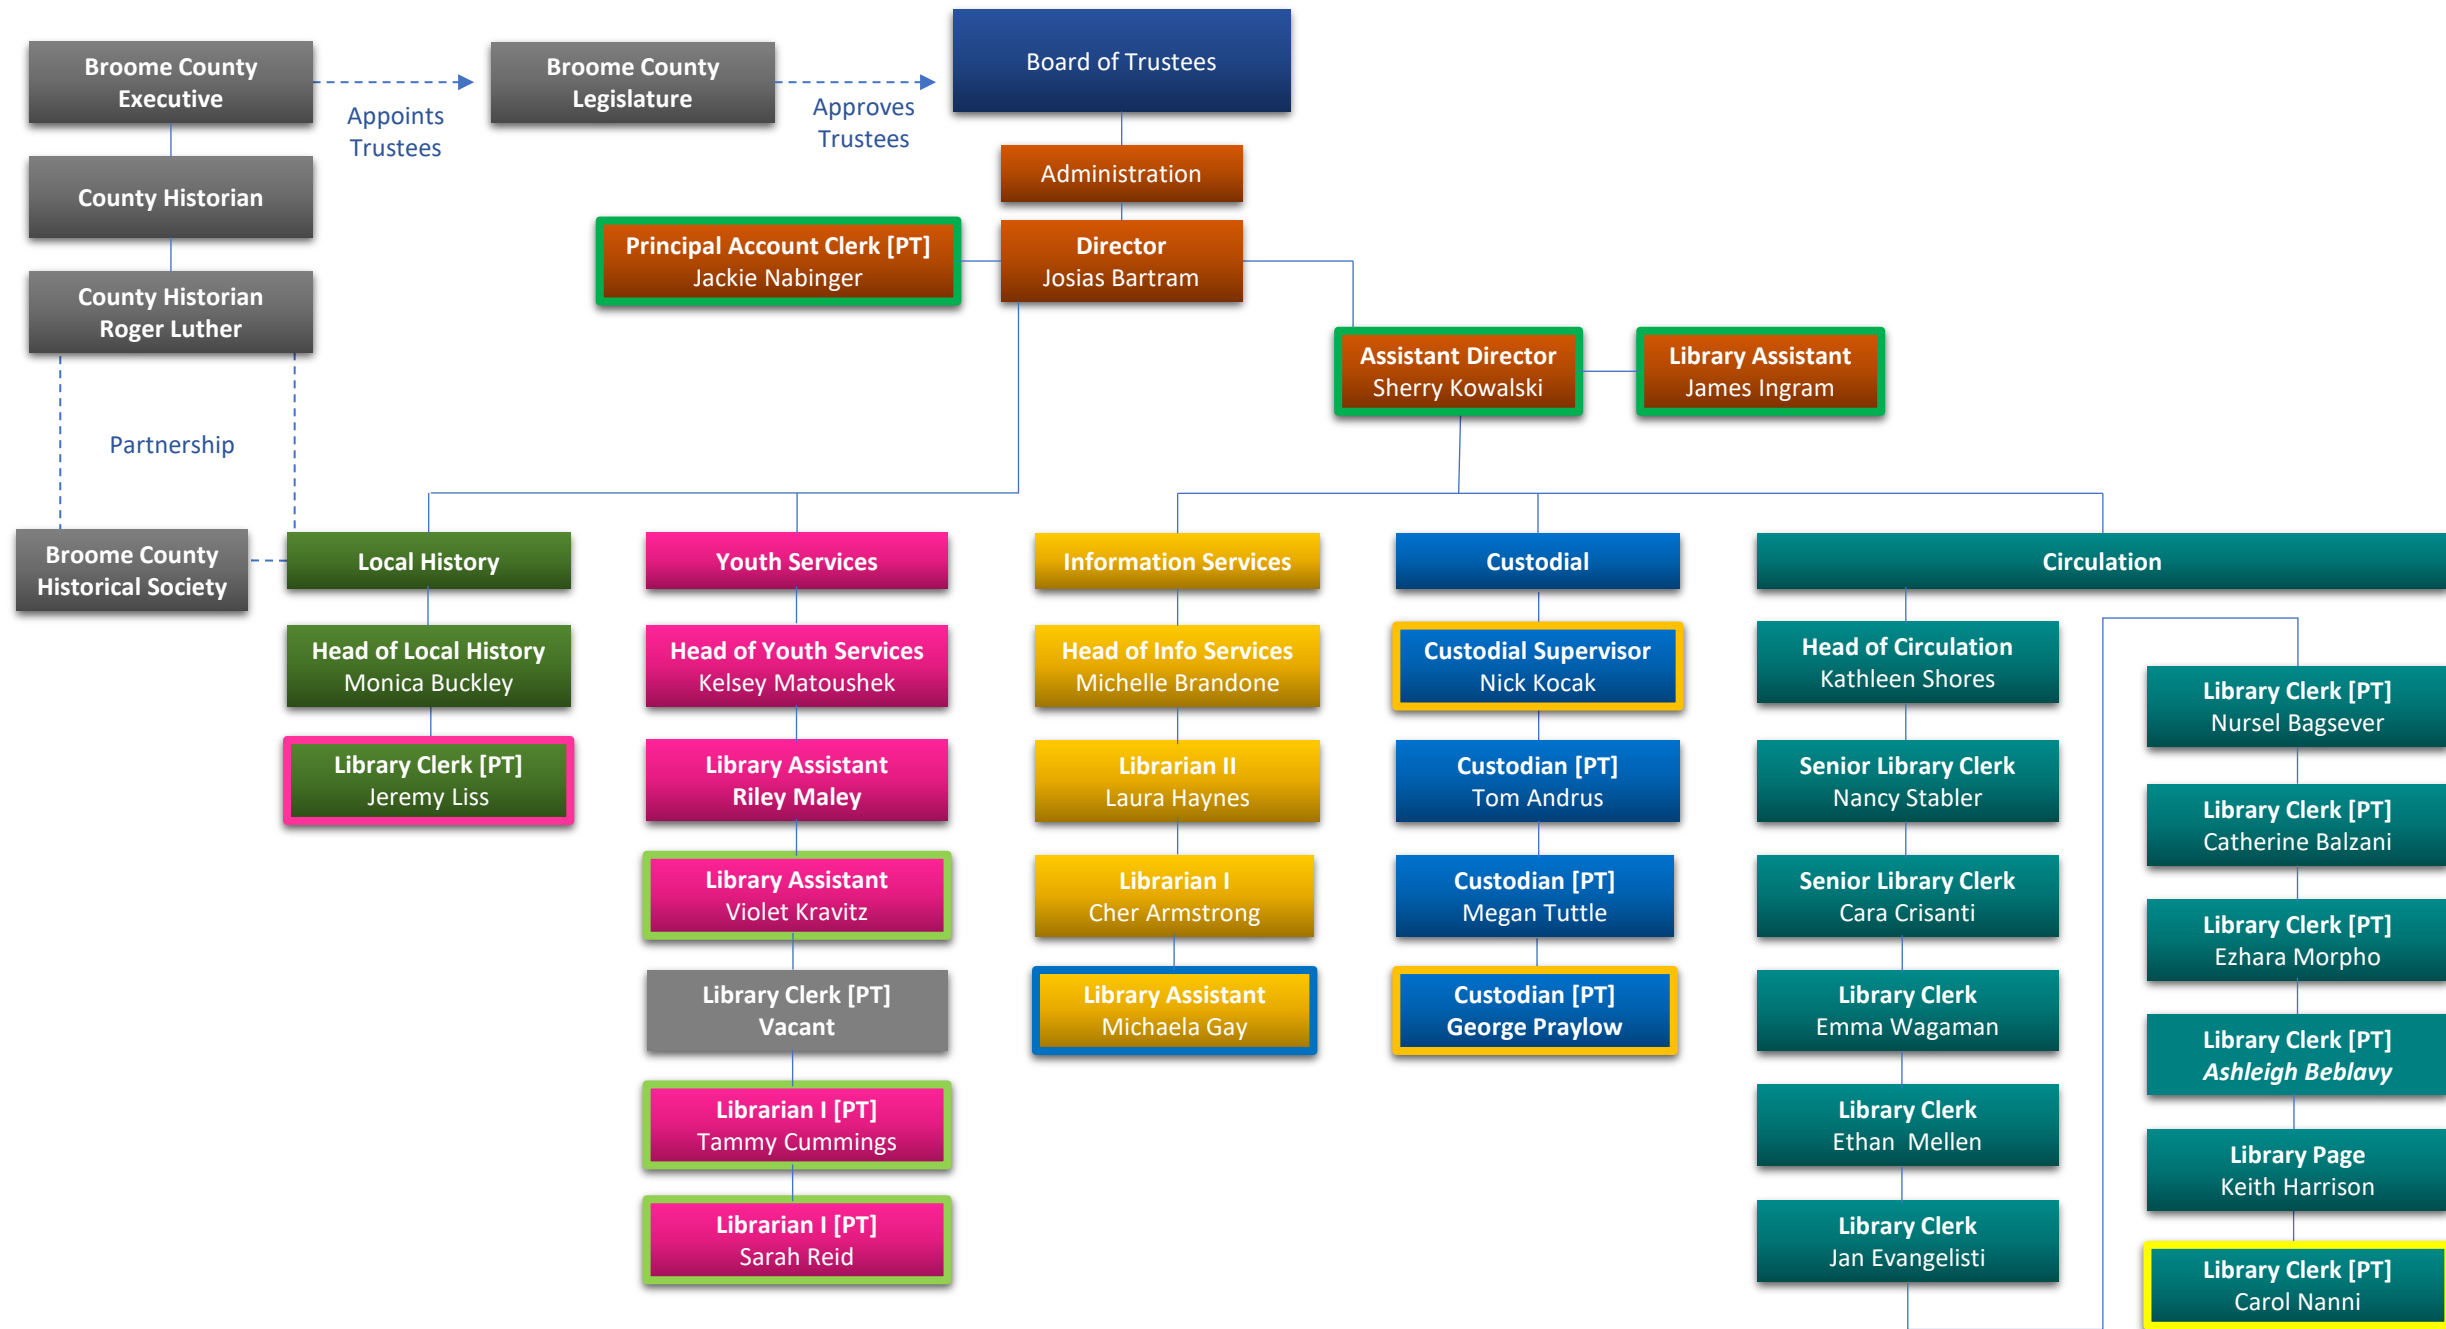 Broome County
Executive
Appoints
Trustees
Broome County
Legislature
Approves
Trustees
Board of Trustees
Administration
County Historian
Principal Account Clerk [PT]
Jackie Nabinger
Director
Josias Bartram
County Historian
Roger Luther
Assistant Director
Sherry Kowalski
Library Assistant
James Ingram
Partnership
Broome County
Historical Society
Local History
Head of Local History
Monica Buckley
Library Clerk [PT]
Jeremy Liss
Youth Services
Head of Youth Services
Kelsey Matoushek
Library Assistant
Riley Maley
Library Assistant
Violet Kravitz
Library Clerk [PT]
Vacant
Librarian I [PT]
Tammy Cummings
Librarian I [PT]
Sarah Reid
Information Services
Head of Info Services
Michelle Brandone
Librarian II
Laura Haynes
Librarian I
Cher Armstrong
Library Assistant
Michaela Gay
Custodial
Custodial Supervisor
Nick Kocak
Custodian [PT]
Tom Andrus
Custodian [PT]
Megan Tuttle
Custodian [PT]
George Praylow
Circulation
Head of Circulation
Kathleen Shores
Senior Library Clerk
Nancy Stabler
Senior Library Clerk
Cara Crisanti
Library Clerk
Emma Wagaman
Library Clerk
Ethan  Mellen
Library Clerk
Jan Evangelisti
Library Clerk [PT]
Nursel Bagsever
Library Clerk [PT]
Catherine Balzani
Library Clerk [PT]
Ezhara Morpho
Library Clerk [PT]
Ashleigh Beblavy
Library Page
Keith Harrison
Library Clerk [PT]
Carol Nanni